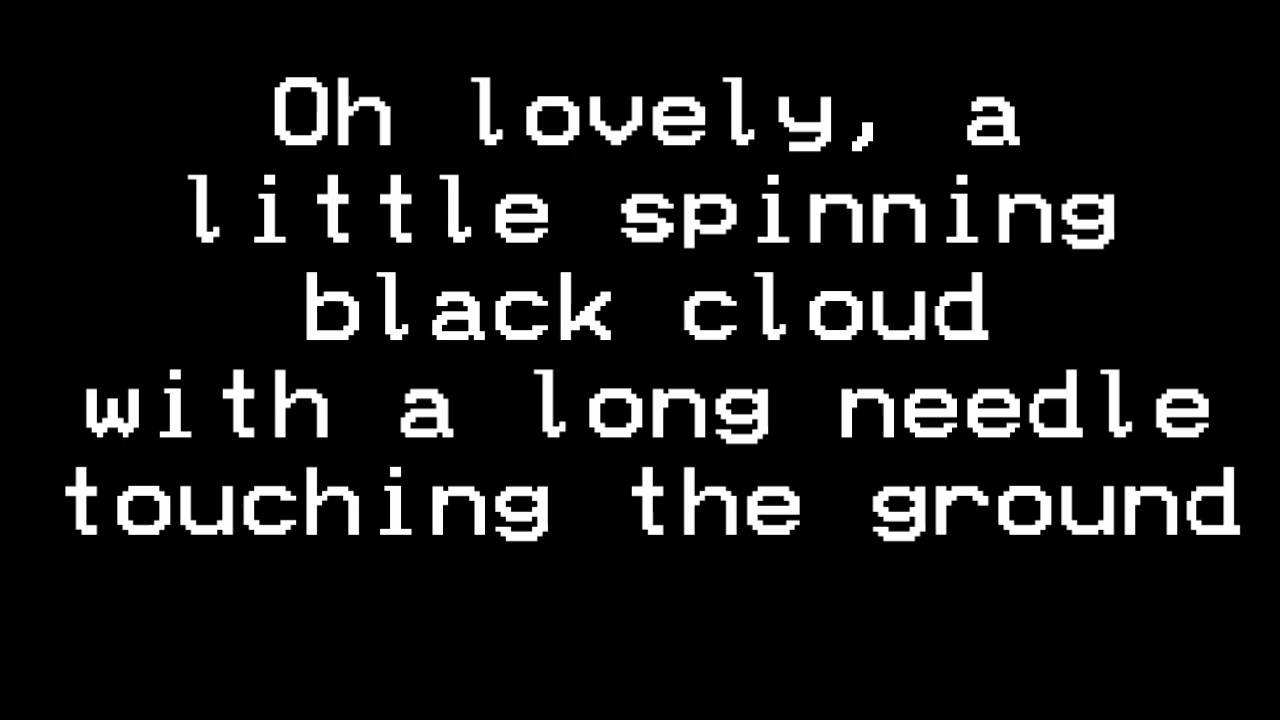 Oh lovely, a
little spinning
black cloud
with a long needle
touching the ground